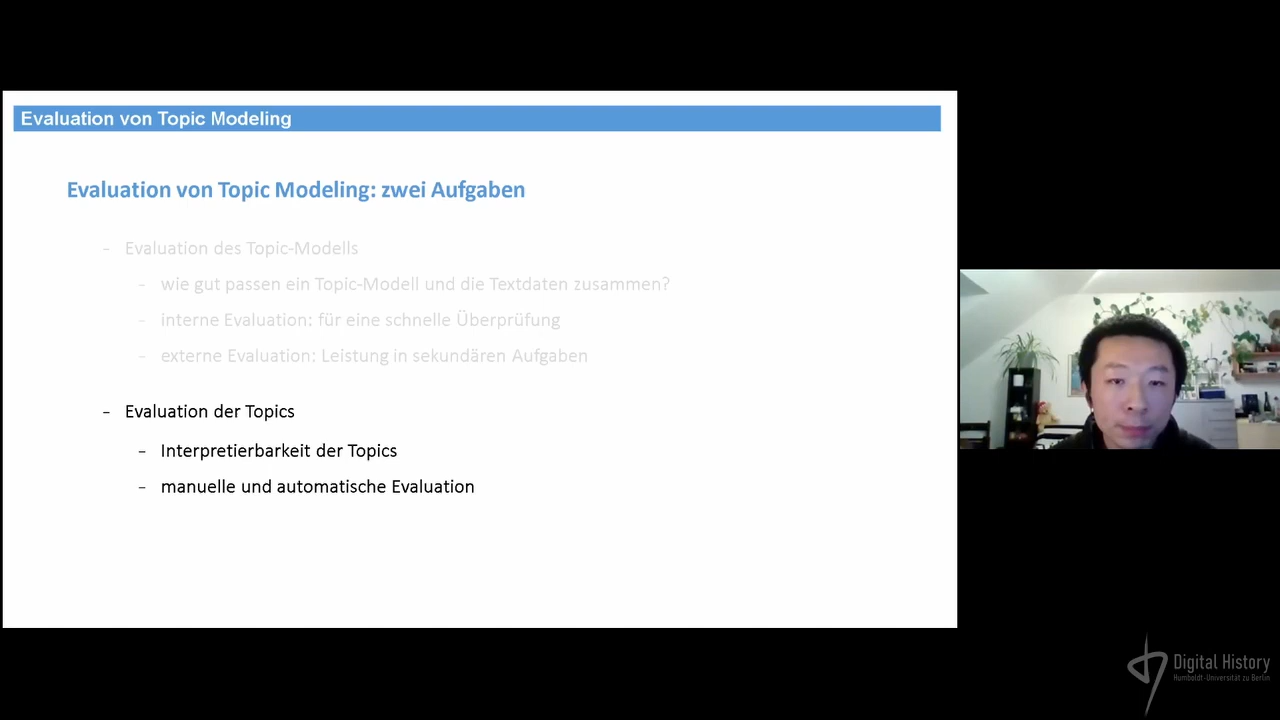 Evaluation von Topic Modeling
Evaluation von Topic Modeling: zwei Aufgaben
- Evaluation des Topic-Modells
- wie gut passen ein Topic-Modell und die Textdaten zusammen?
- interne Evaluation: für eine schnelle Überprüfung
- externe Evaluation: Leistung in sekundären Aufgaben
- Evaluation der Topics
- Interpretierbarkeit der Topics
- manuelle und automatische Evaluation
Digital History
Humboldt-Universität zu Berlin